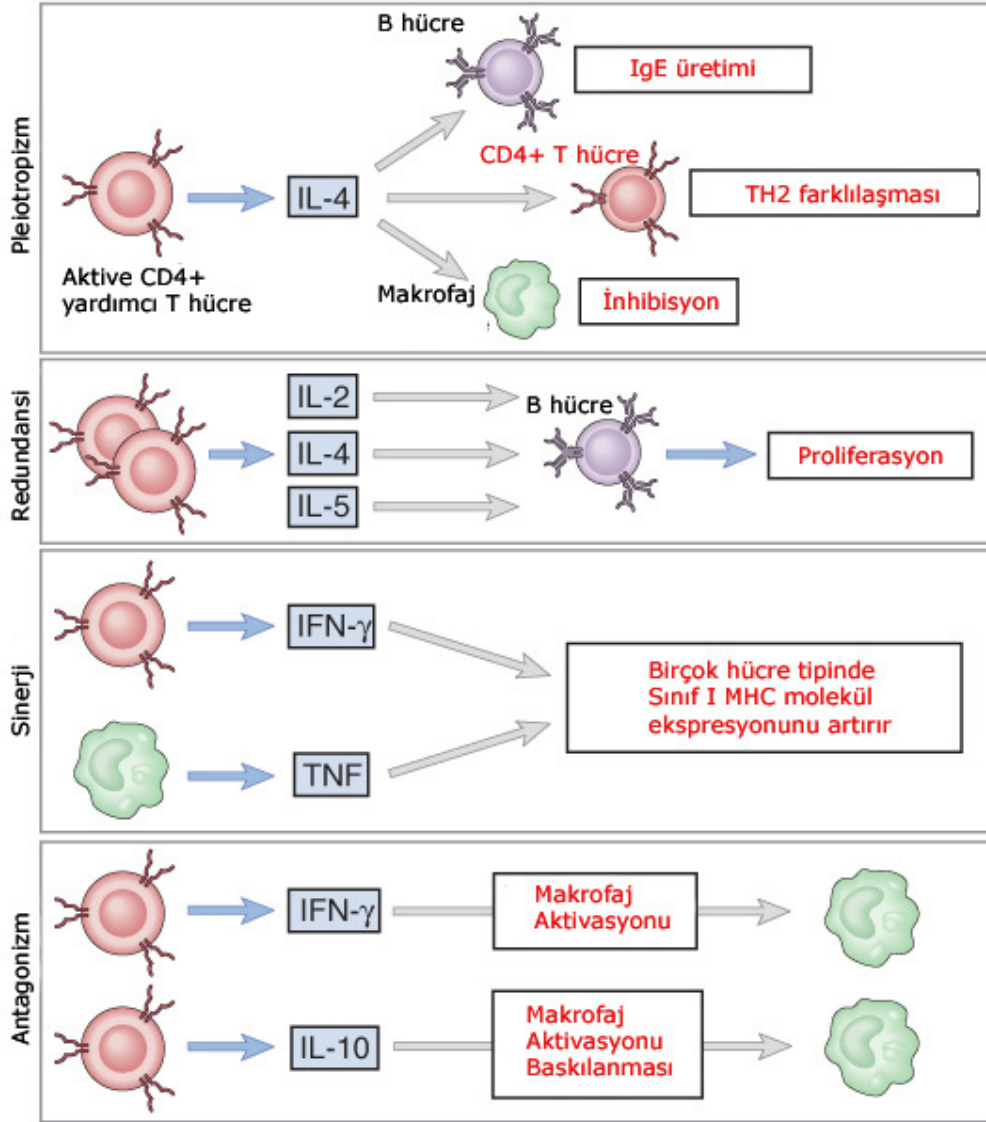 Pleiotropizm
B hücre
IgE üretimi
CD4+ T hücre
IL-4
TH2 farklılaşması
Aktive CD4+
yardımcı T hücre
Makrofaj
İnhibisyon
Redundansi
IL-2
IL-4
IL-5
B hücre
Proliferasyon
Sinerji
IFN-γ
TNF
Birçok hücre tipinde
Sınıf I MHC molekül
ekspresyonunu artırır
Antagonizm
IFN-γ
Makrofaj
Aktivasyonu
IL-10
Makrofaj
Aktivasyonu
Baskılanması